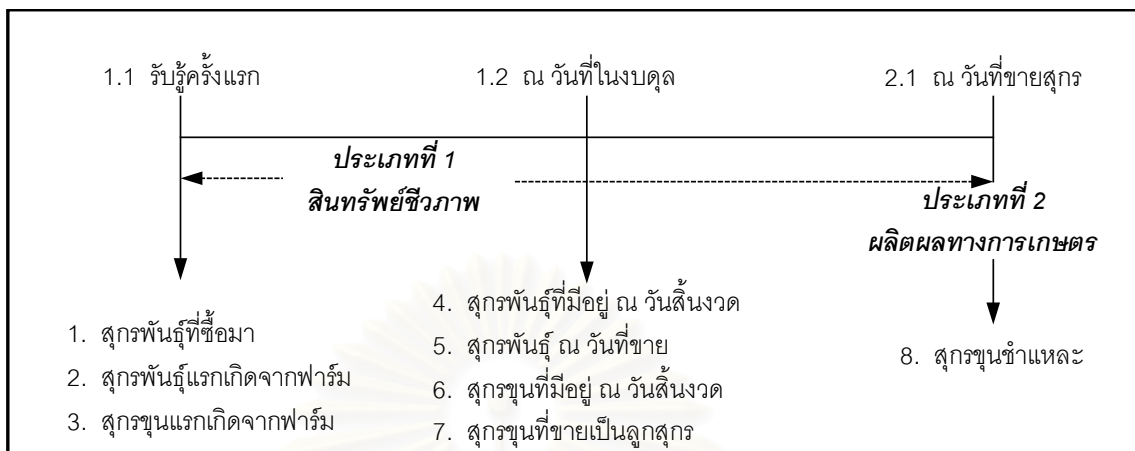 1.1 รับรู้ครั้งแรก
1.2 ณ วันที่ในงบดุล
2.1 ณ วันที่ขายสุกร
ประเภทที่ 1
สินทรัพย์ชีวภาพ
ประเภทที่ 2
ผลิตผลทางการเกษตร
1. สุกรพันธุ์ที่ซื้อมา
2. สุกรพันธุ์แรกเกิดจากฟาร์ม
3. สุกรขุนแรกเกิดจากฟาร์ม
4. สุกรพันธุ์ที่มีอยู่ ณ วันสิ้นงวด
5. สุกรพันธุ์ ณ วันที่ขาย
6. สุกรขุนที่มีอยู่ ณ วันสิ้นงวด
7. สุกรขุนที่ขายเป็นลูกสุกร
8. สุกรขุนชำแหละ